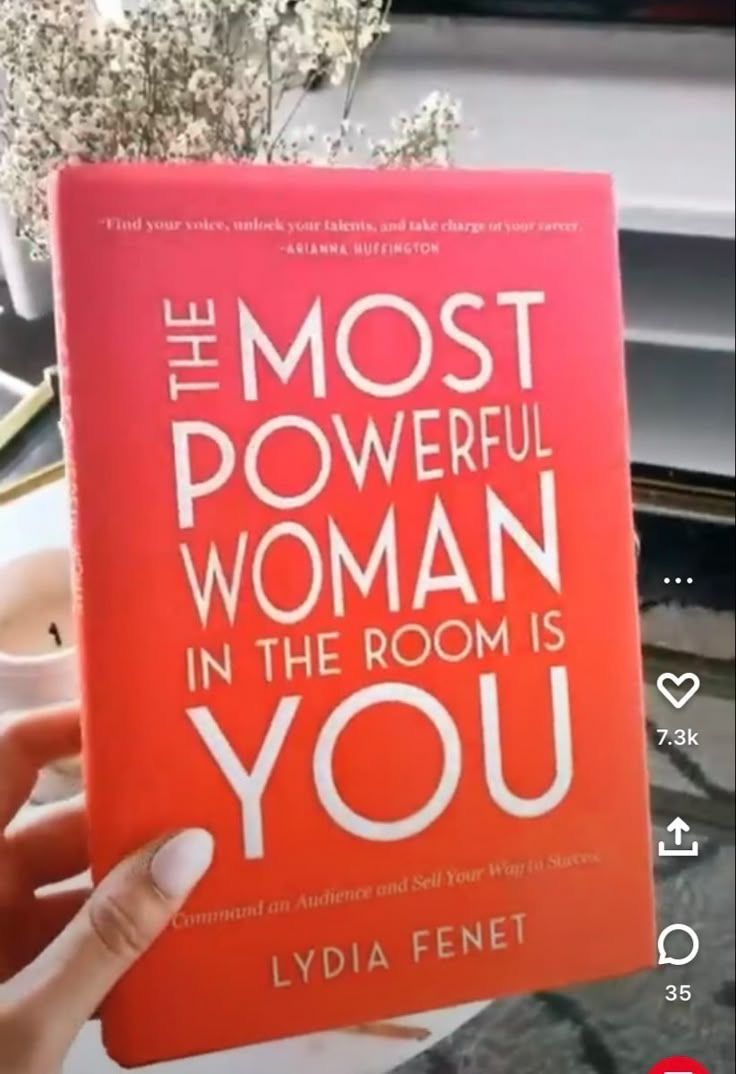 "Find your voice, unlock your talents, and take charge of your career.
-ARIANNA HUFFINGTON
THE MOST
POWERFUL
WOMAN
IN THE ROOM IS
YOU
Command an Audience and Sell Your Way to Success
LYDIA FENET
...
7.3k
35